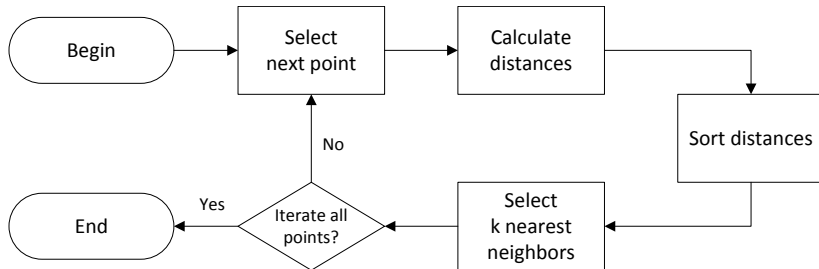 Begin
Select
next point
Calculate
distances
Sort distances
No
Select
k nearest
neighbors
Iterate all
points?
Yes
End